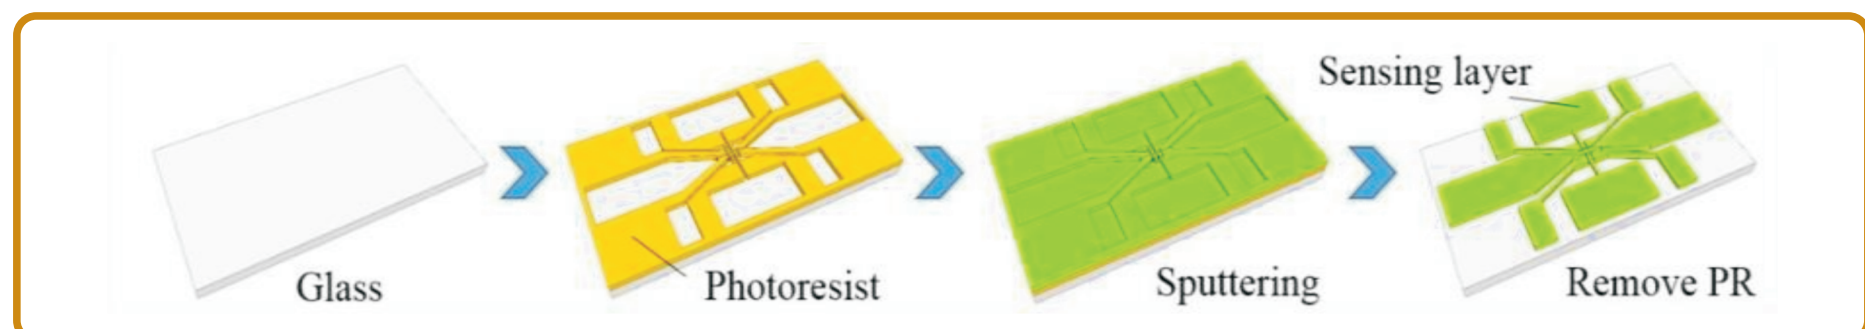 Sensing layer
Glass
Photoresist
Sputtering
Remove PR